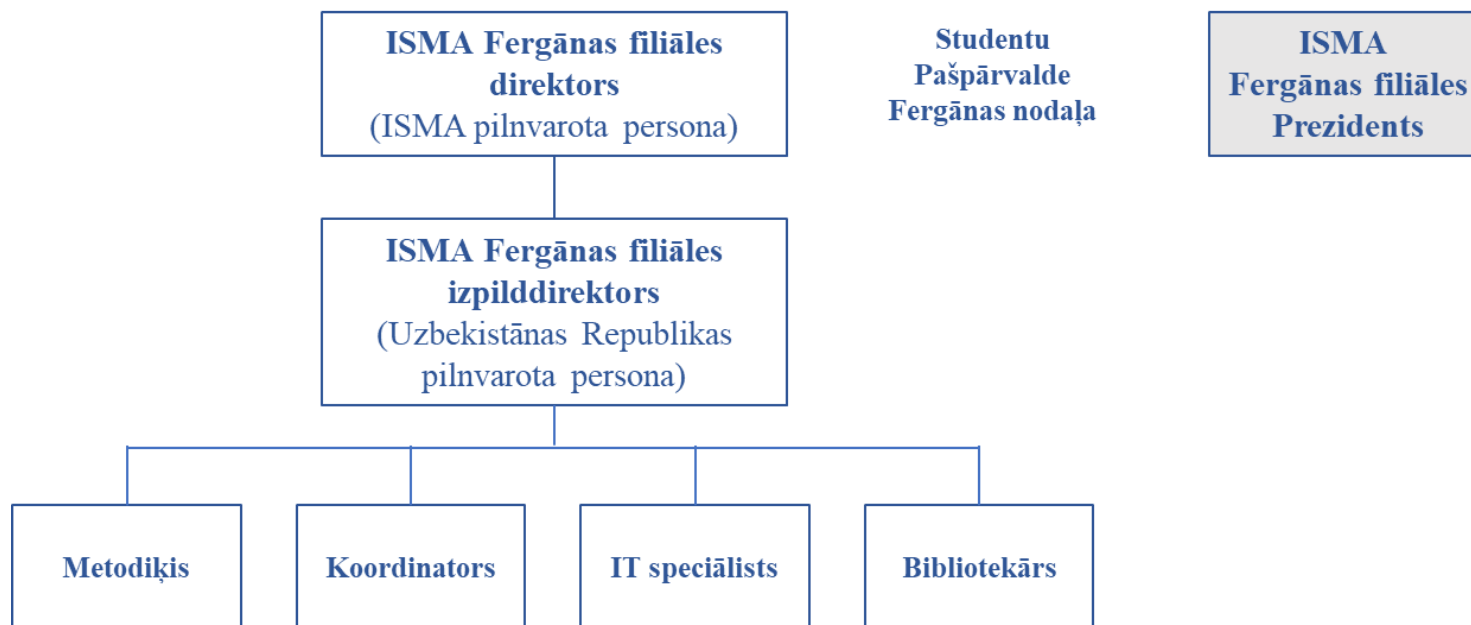 ISMA Fergānas filiāles
direktors
(ISMA pilnvarota persona)
Studentu
Pašpārvalde
Fergānas nodaļa
ISMA
Fergānas filiāles
Prezidents
ISMA Fergānas filiāles
izpilddirektors
(Uzbekistānas Republikas
pilnvarota persona)
Metodiķis
Koordinators
IT speciālists
Bibliotekārs